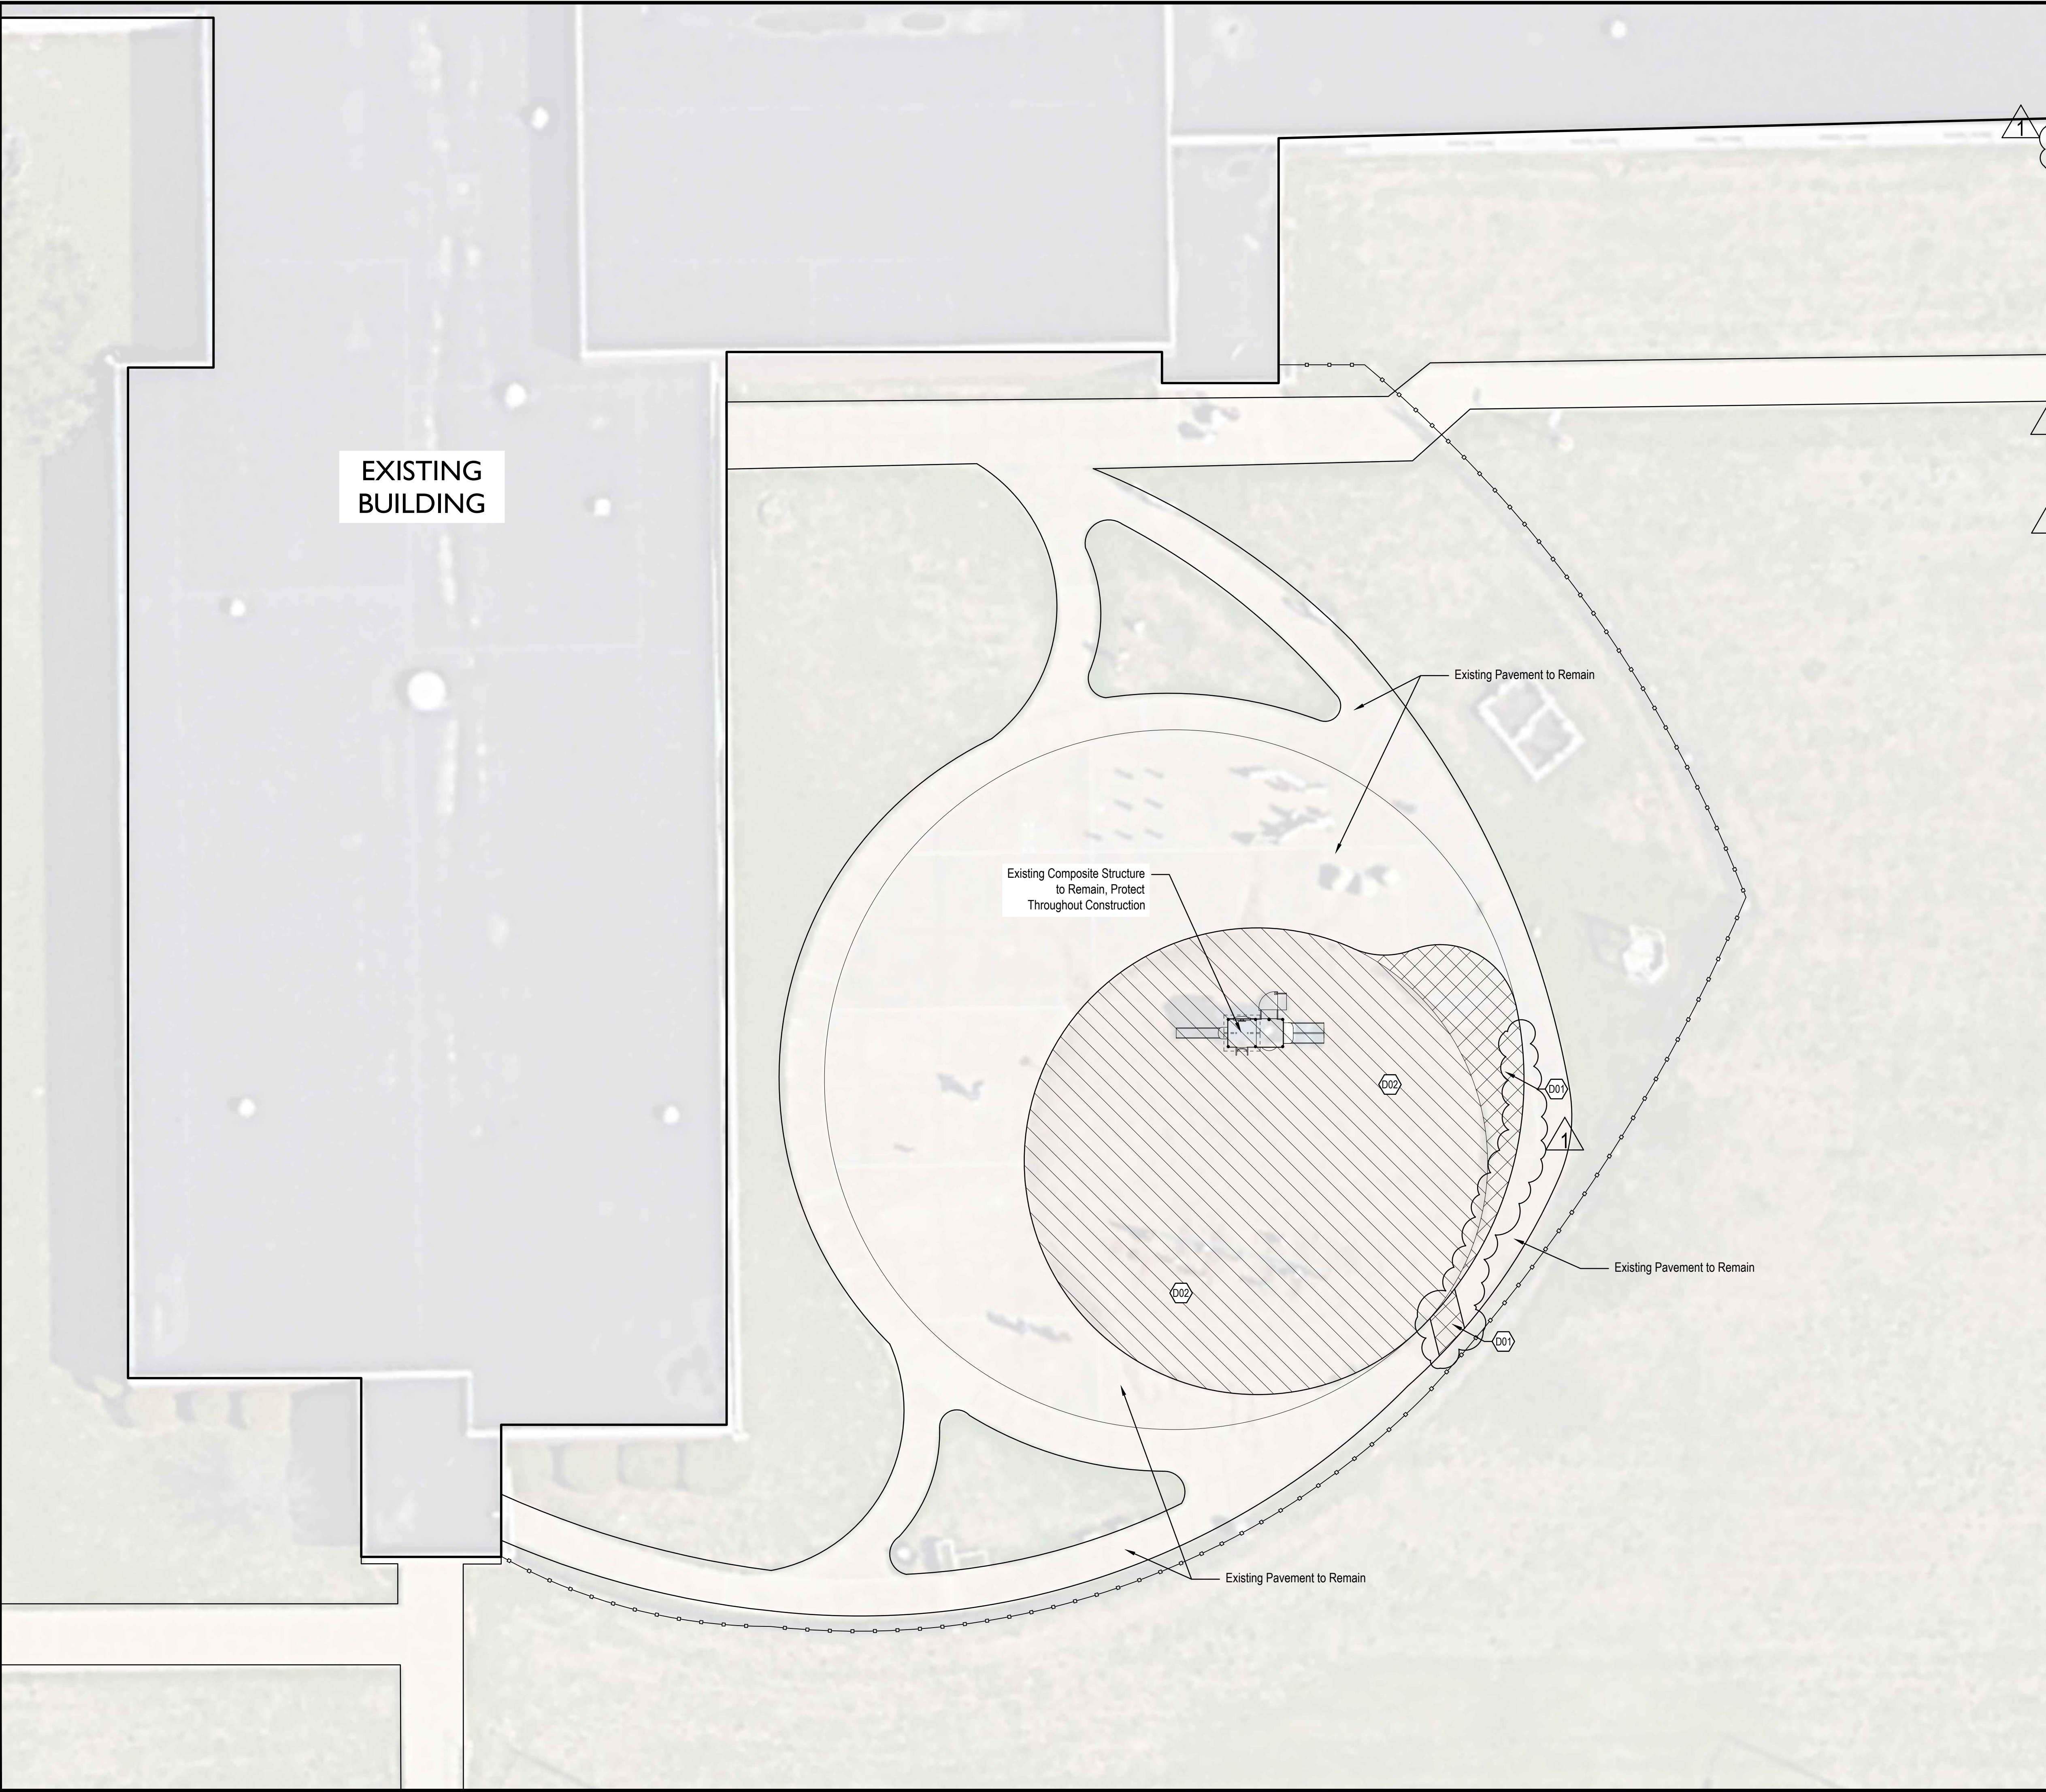 1
EXISTING
BUILDING
Existing Pavement to Remain
Existing Composite Structure
to Remain, Protect
Throughout Construction
D02
D01
1
Existing Pavement to Remain
D02
D01
Existing Pavement to Remain